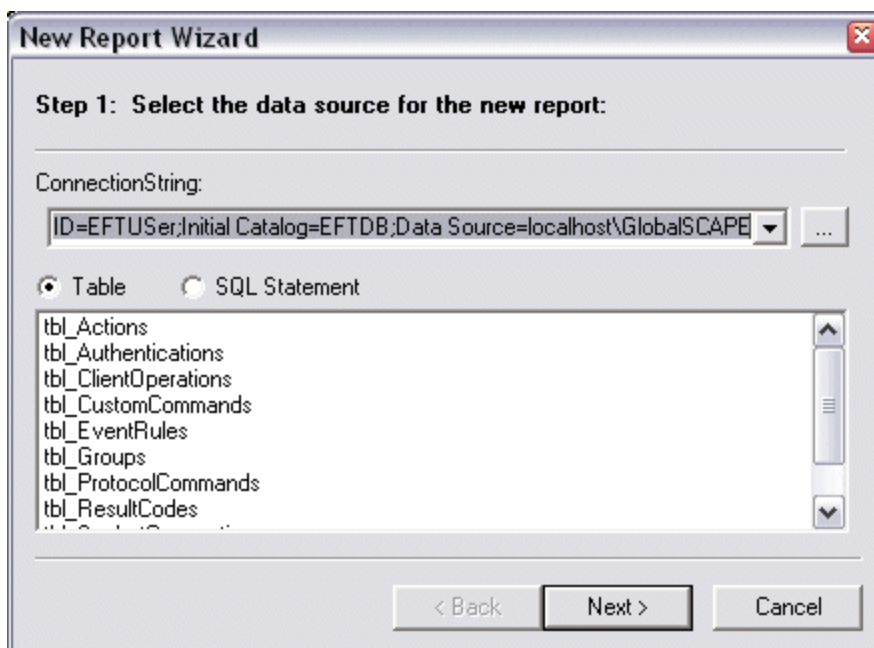 New Report Wizard
Step 1: Select the data source for the new report:
ConnectionString:
ID=EFTUSer;Initial Catalog=EFTDB;Data Source=localhost\GlobalSCAPE
...
Table SQL Statement
tbl_Actions
tbl_Authentications
tbl_ClientOperations
tbl_CustomCommands
tbl_EventRules
tbl_Groups
tbl_ProtocolCommands
tbl_ResultCodes
< Back Next > Cancel